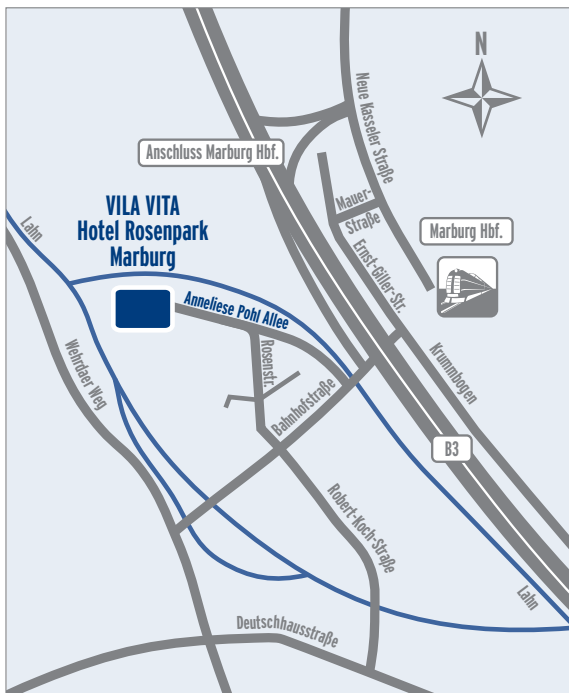 N
Neue Kasseler Straße
Anschluss Marburg Hbf.
Mauer-
Straße
Lahn
VILA VITA
Hotel Rosenpark
Marburg
Marburg Hbf.
Ernst-Giller-Str.
Anneliese Pohl Allee
Wehrdaer Weg
Rosenstr.
Krummbogen
Bahnhofstraße
B3
Robert-Koch-Straße
Lahn
Deutschhausstraße